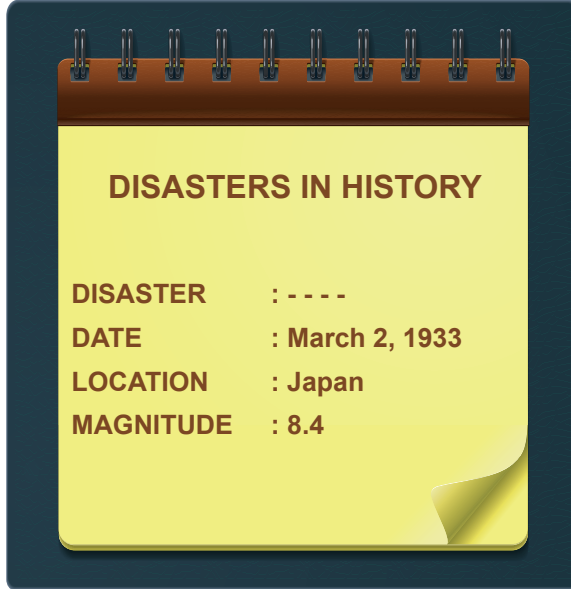 DISASTERS IN HISTORY
DISASTER : - - - -
DATE : March 2, 1933
LOCATION : Japan
MAGNITUDE : 8.4